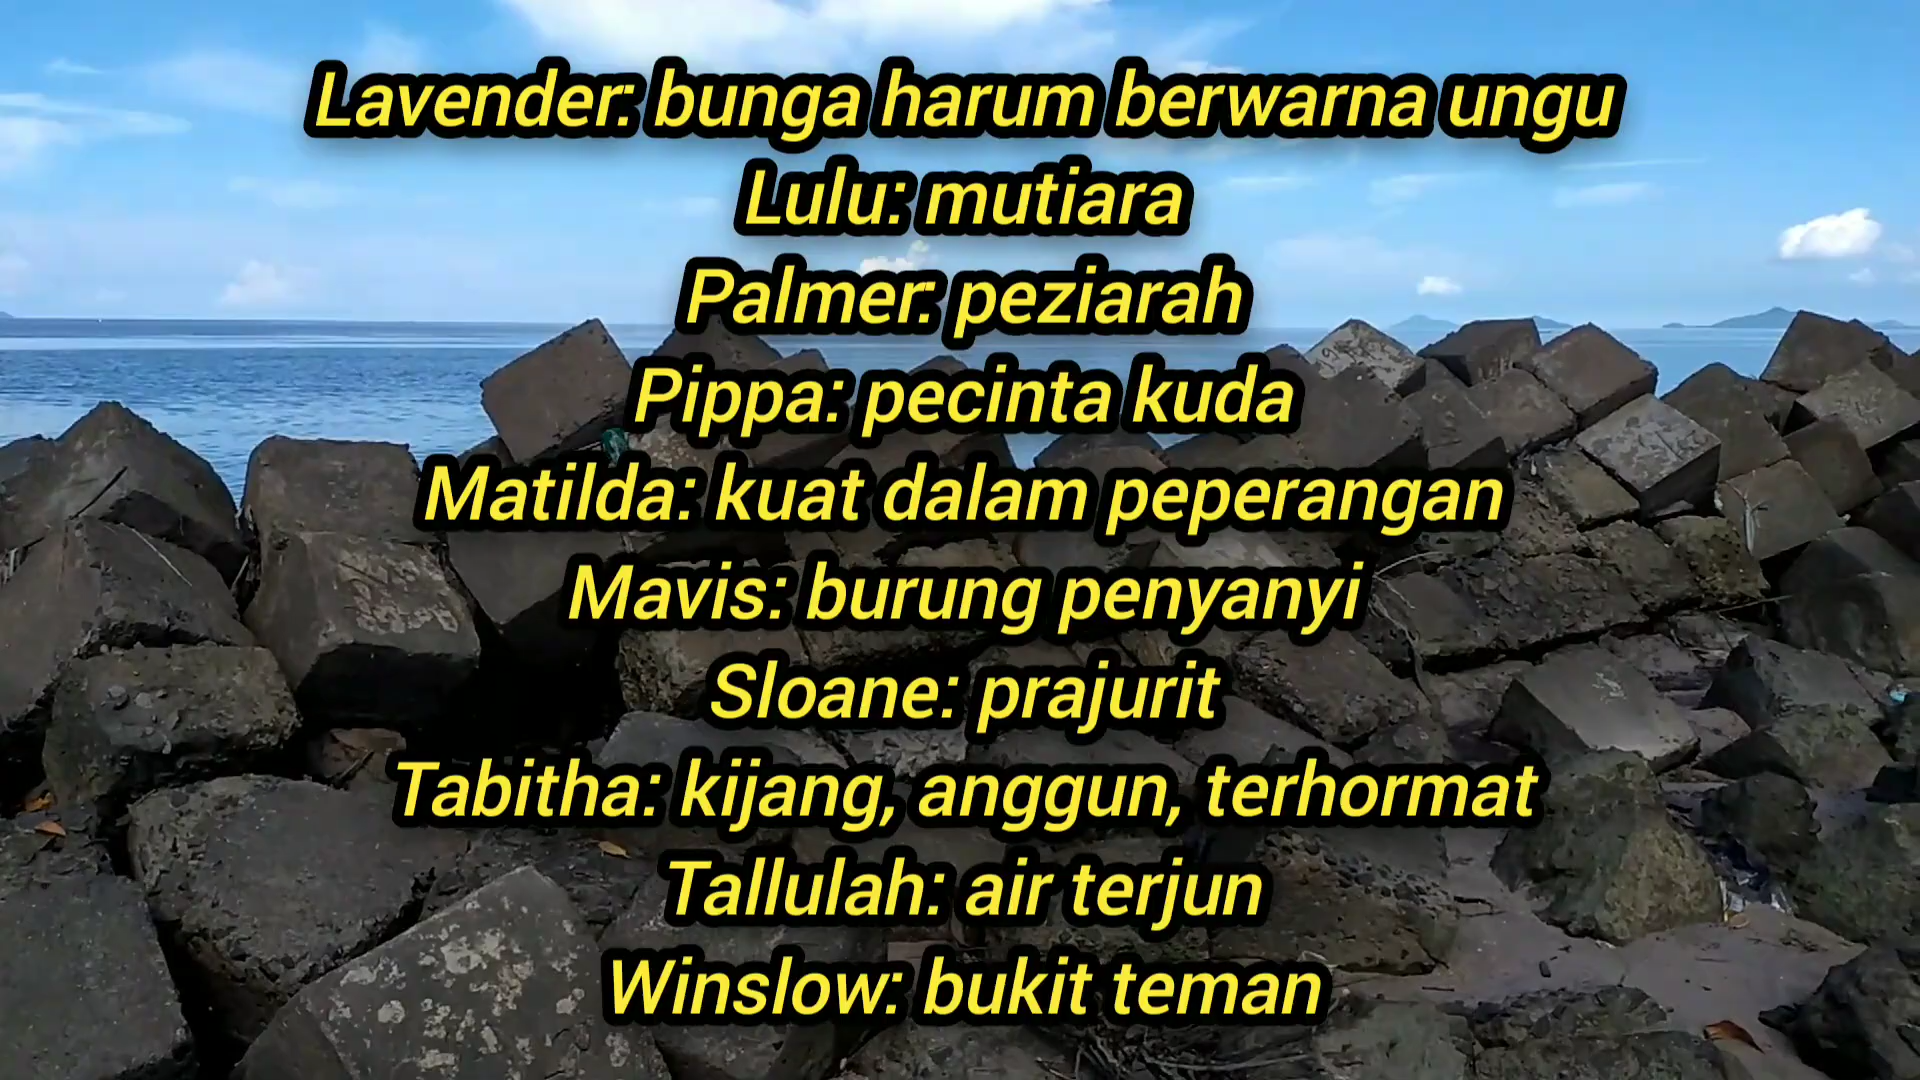 Lavender: bunga harum berwarna ungu
Lulu: mutiara
Palmer: peziarah
Pippa: pecinta kuda
Matilda: kuat dalam peperangan
Mavis: burung penyanyi
Sloane: prajurit
Tabitha: kijang, anggun, terhormat
Tallulah: air terjun
Winslow: bukit teman